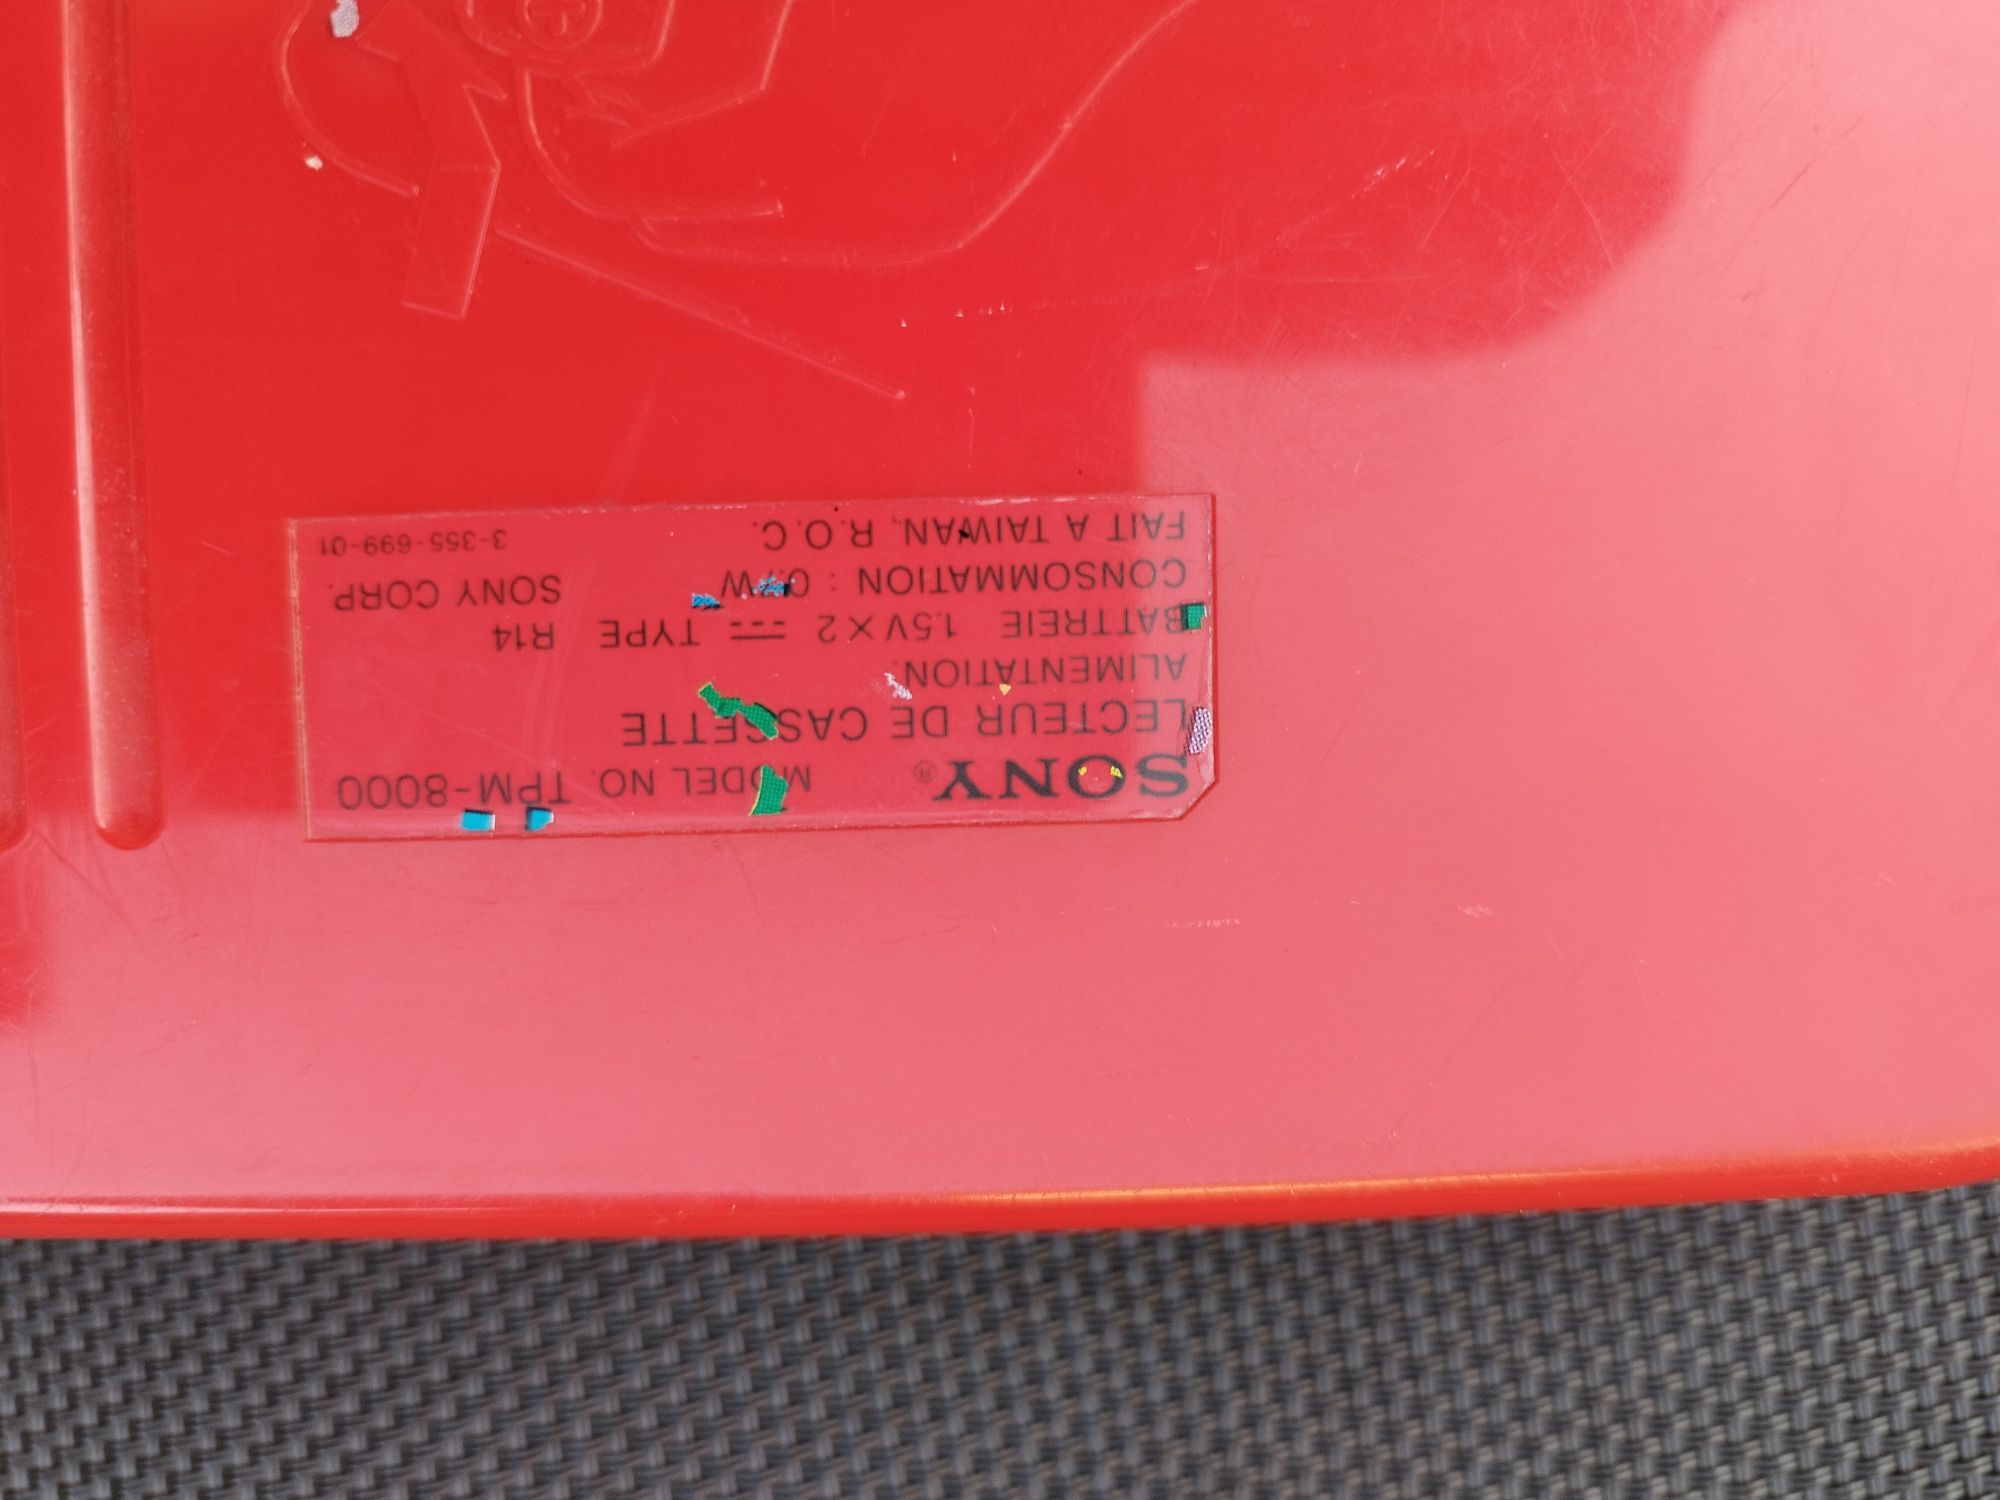 SONY® MODEL NO. TPM-8000
LECTEUR DE CASSETTE
ALIMENTATION:
BATTREIE 1.5V×2 TYPE R14
CONSOMMATION : 0.7W SONY CORP.
FAIT A TAIWAN, R.O.C. 3-355-699-01